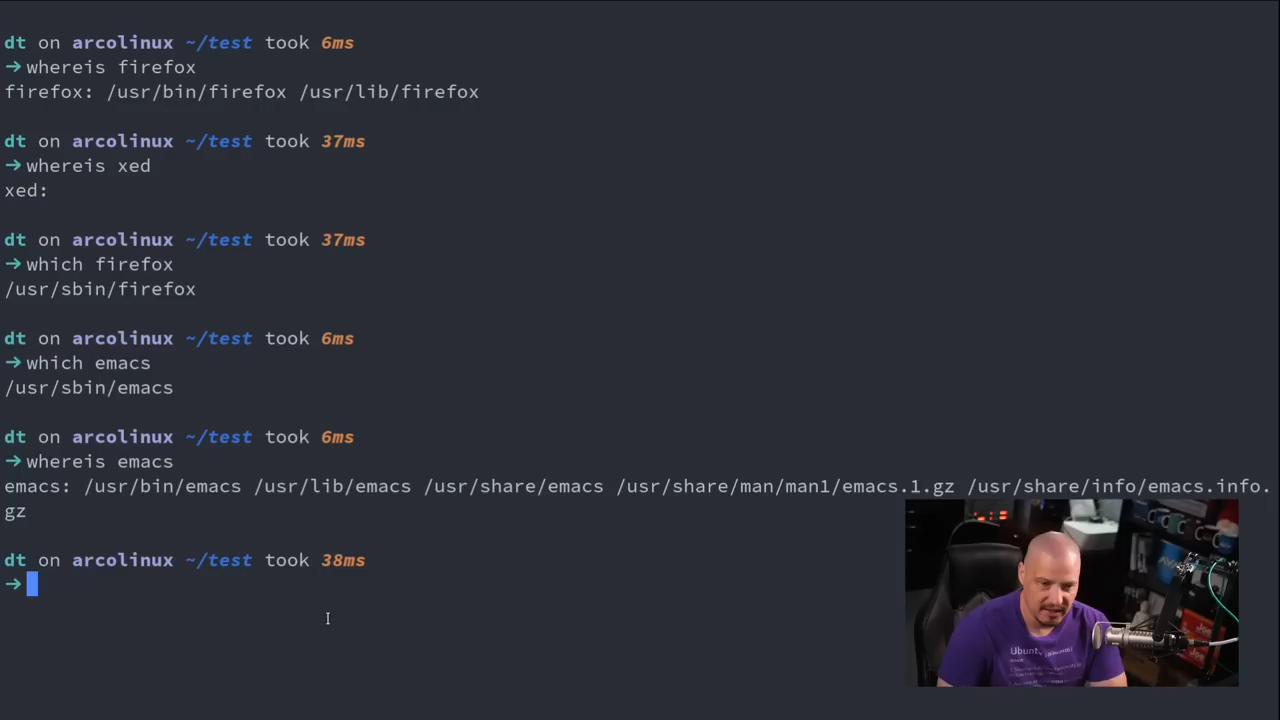 dt on arcolinux ~/test took 6ms
→ whereis firefox
firefox: /usr/bin/firefox /usr/lib/firefox
dt on arcolinux ~/test took 37ms
→ whereis xed
xed:
dt on arcolinux ~/test took 37ms
→ which firefox
/usr/sbin/firefox
dt on arcolinux ~/test took 6ms
→ which emacs
/usr/sbin/emacs
dt on arcolinux ~/test took 6ms
→ whereis emacs
emacs: /usr/bin/emacs /usr/lib/emacs /usr/share/emacs /usr/share/man/man1/emacs.1.gz /usr/share/info/emacs.info.
gz
dt on arcolinux ~/test took 38ms
→
Ubuntu